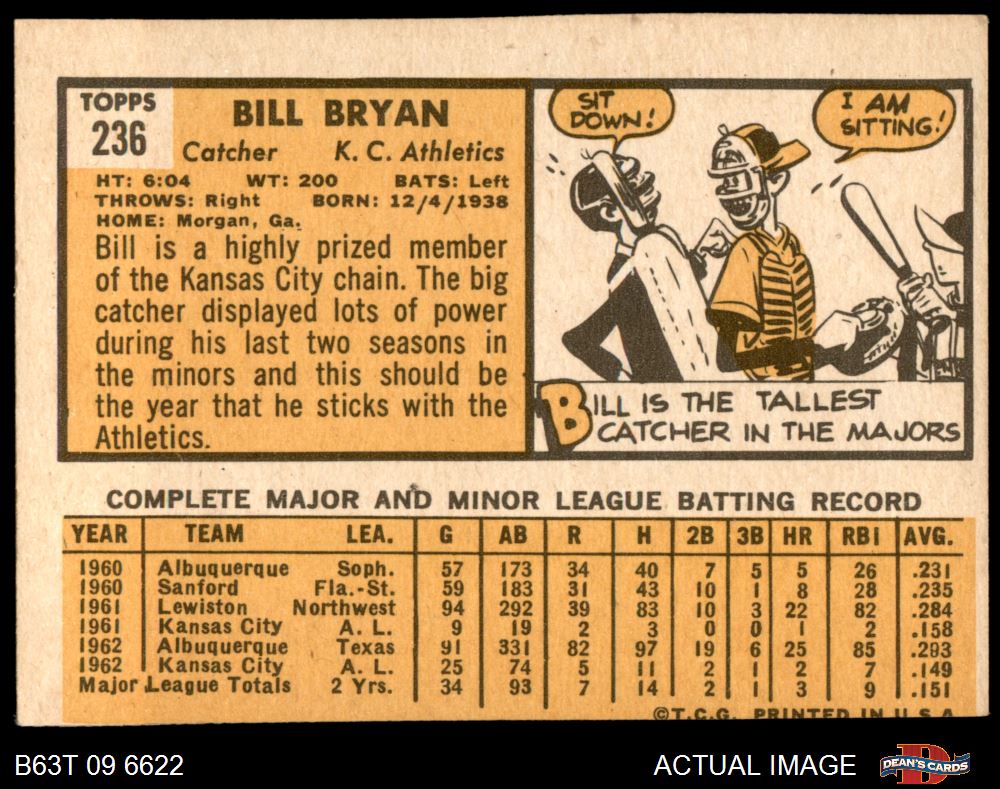 TOPPS
236
BILL BRYAN
Catcher K. C. Athletics
HT: 6:04 WT: 200 BATS: Left
THROWS: Right BORN: 12/4/1938
HOME: Morgan, Ga.
Bill is a highly prized member
of the Kansas City chain. The big
catcher displayed lots of power
during his last two seasons in
the minors and this should be
the year that he sticks with the
Athletics.
SIT
DOWN!
I AM
SITTING!
BILL IS THE TALLEST
CATCHER IN THE MAJORS
COMPLETE MAJOR AND MINOR LEAGUE BATTING RECORD
YEAR TEAM LEA. G AB R H 2B 3B HR RBI AVG.
1960 Albuquerque Soph. 57 173 34 40 7 5 5 26 .231
1960 Sanford Fla.-St. 59 183 31 43 10 1 8 28 .235
1961 Lewiston Northwest 94 292 39 83 10 3 22 82 .284
1961 Kansas City A. L. 9 19 2 3 0 0 1 2 .158
1962 Albuquerque Texas 91 331 82 97 19 6 25 85 .293
1962 Kansas City A. L. 25 74 5 11 2 1 2 7 .149
Major League Totals 2 Yrs. 34 93 7 14 2 1 3 9 .151
©T.C.G. PRINTED IN U.S.A.
B63T 09 6622
ACTUAL IMAGE
DEAN'S CARDS